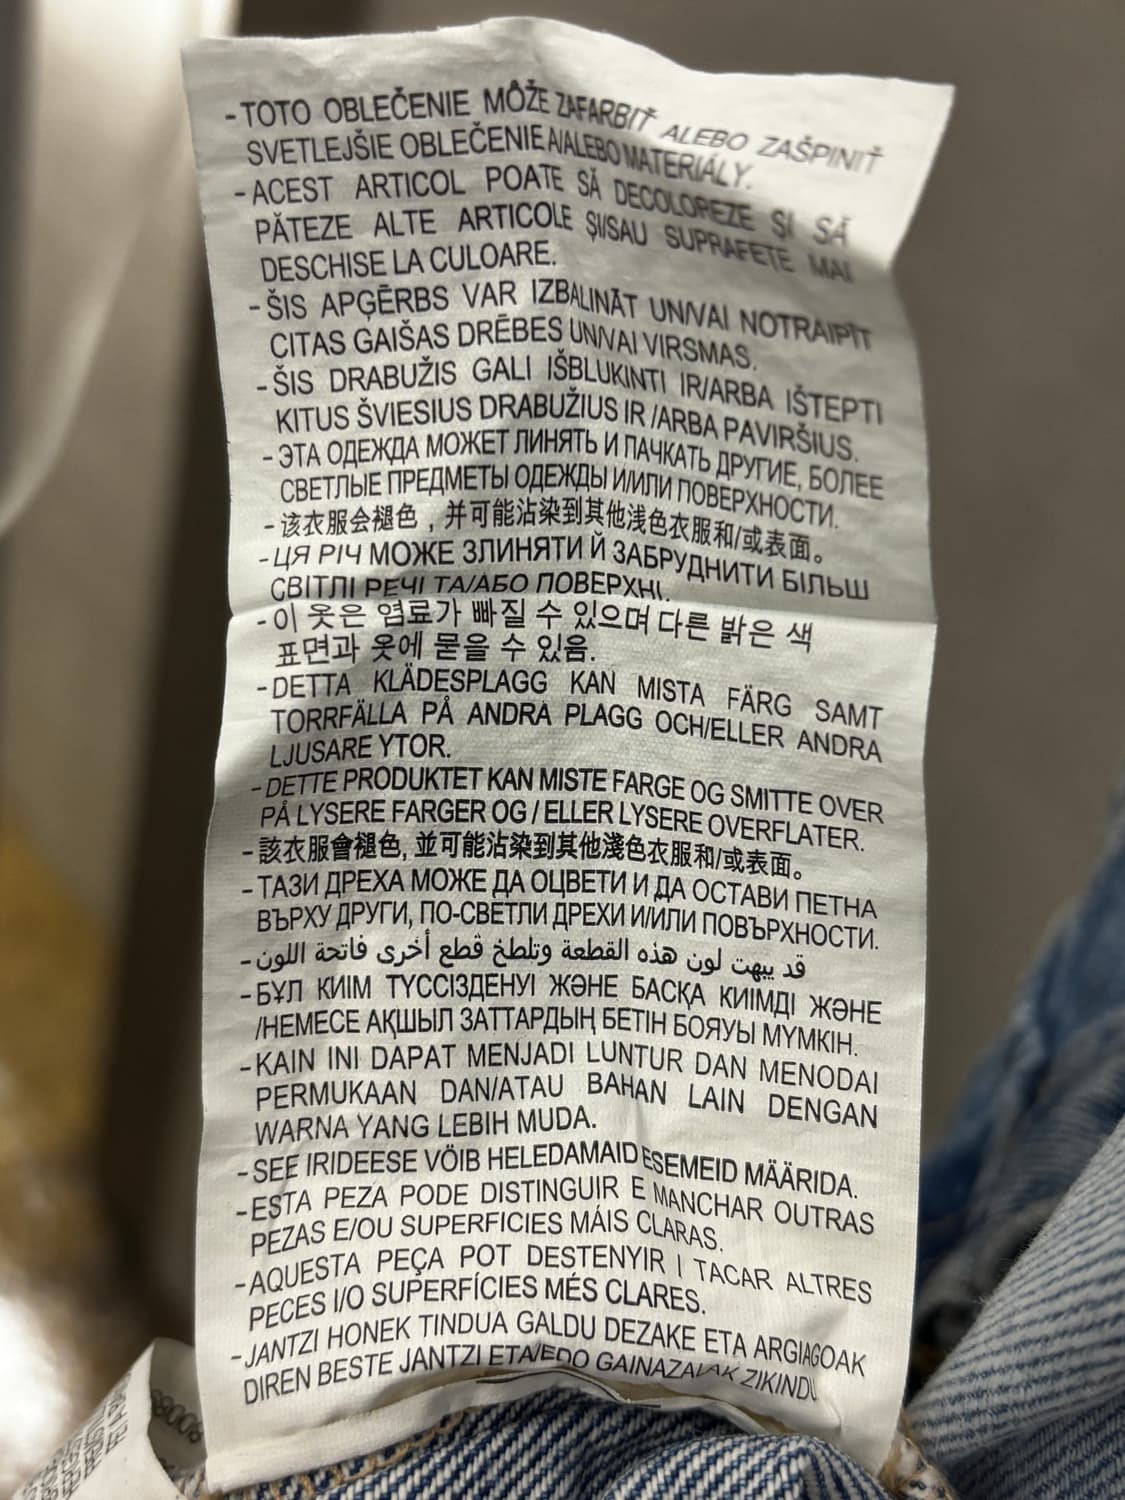 - TOTO OBLEČENIE MÔŽE ZAFARBIŤ ALEBO ZAŠPINIŤ
SVETLEJŠIE OBLEČENIE A/ALEBO MATERIÁLY.
- ACEST ARTICOL POATE SĂ DECOLOREZE ŞI SĂ
PĂTEZE ALTE ARTICOLE ŞI/SAU SUPRAFEȚE MAI
DESCHISE LA CULOARE.
- ŠIS APĢĒRBS VAR IZBALINĀT UN/VAI NOTRAIPĪT
CITAS GAIŠAS DRĒBES UN/VAI VIRSMAS.
- ŠIS DRABUŽIS GALI IŠBLUKINTI IR/ARBA IŠTEPTI
KITUS ŠVIESIUS DRABUŽIUS IR /ARBA PAVIRŠIUS.
- ЭТА ОДЕЖДА МОЖЕТ ЛИНЯТЬ И ПАЧКАТЬ ДРУГИЕ, БОЛЕЕ
СВЕТЛЫЕ ПРЕДМЕТЫ ОДЕЖДЫ И/ИЛИ ПОВЕРХНОСТИ.
- 该衣服会褪色，并可能沾染到其他浅色衣服和/或表面。
- ЦЯ РІЧ МОЖЕ ЗЛИНЯТИ Й ЗАБРУДНИТИ БІЛЬШ
СВІТЛІ РЕЧІ ТА/АБО ПОВЕРХНІ.
- 이 옷은 염료가 빠질 수 있으며 다른 밝은 색
표면과 옷에 묻을 수 있음.
- DETTA KLÄDESPLAGG KAN MISTA FÄRG SAMT
TORRFÄLLA PÅ ANDRA PLAGG OCH/ELLER ANDRA
LJUSARE YTOR.
- DETTE PRODUKTET KAN MISTE FARGE OG SMITTE OVER
PÅ LYSERE FARGER OG / ELLER LYSERE OVERFLATER.
- 該衣服會褪色, 並可能沾染到其他淺色衣服和/或表面。
- ТАЗИ ДРЕХА МОЖЕ ДА ОЦВЕТИ И ДА ОСТАВИ ПЕТНА
ВЪРХУ ДРУГИ, ПО-СВЕТЛИ ДРЕХИ И/ИЛИ ПОВЪРХНОСТИ.
- قد يبهت لون هذه القطعة وتلطخ قطع أخرى فاتحة اللون
- БҰЛ КИІМ ТҮССІЗДЕНУІ ЖӘНЕ БАСҚА КИІМДІ ЖӘНЕ
/НЕМЕСЕ АҚШЫЛ ЗАТТАРДЫҢ БЕТІН БОЯУЫ МҮМКІН.
- KAIN INI DAPAT MENJADI LUNTUR DAN MENODAI
PERMUKAAN DAN/ATAU BAHAN LAIN DENGAN
WARNA YANG LEBIH MUDA.
- SEE IRIDEESE VÕIB HELEDAMAID ESEMEID MÄÄRIDA.
- ESTA PEZA PODE DISTINGUIR E MANCHAR OUTRAS
PEZAS E/OU SUPERFICIES MÁIS CLARAS.
- AQUESTA PEÇA POT DESTENYIR I TACAR ALTRES
PECES I/O SUPERFÍCIES MÉS CLARES.
- JANTZI HONEK TINDUA GALDU DEZAKE ETA ARGIAGOAK
DIREN BESTE JANTZI ETA/EDO GAINAZALAK ZIKINDU